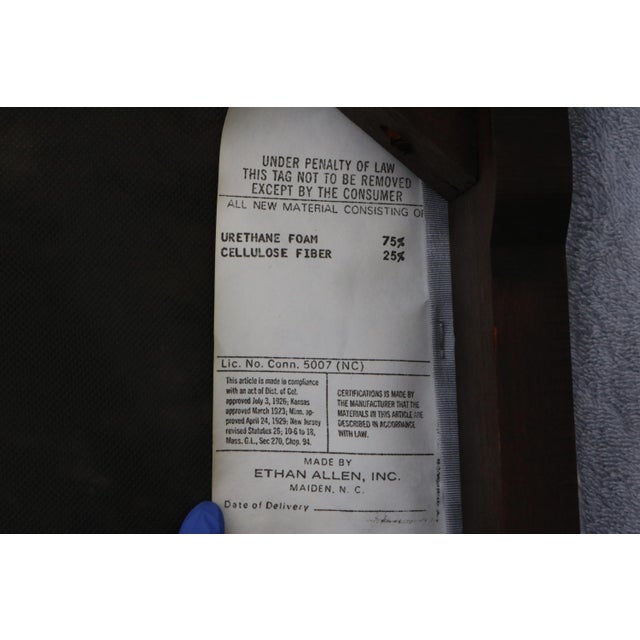 UNDER PENALTY OF LAW
THIS TAG NOT TO BE REMOVED
EXCEPT BY THE CONSUMER
ALL NEW MATERIAL CONSISTING OF
URETHANE FOAM 75%
CELLULOSE FIBER 25%
Lic. No. Conn. 5007 (NC)
This article is made in compliance
with an act of Dist. of Col.
approved July 3, 1926; Kansas
approved March 1923; Minn. ap-
proved April 24, 1929; New Jersey
revised Statutes 26; 10-6 to 18,
Mass. G.L., Sec 270, Chap. 94.
CERTIFICATIONS IS MADE BY
THE MANUFACTURER THAT THE
MATERIALS IN THIS ARTICLE ARE
DESCRIBED IN ACCORDANCE
WITH LAW.
MADE BY
ETHAN ALLEN, INC.
MAIDEN, N. C.
Date of Delivery